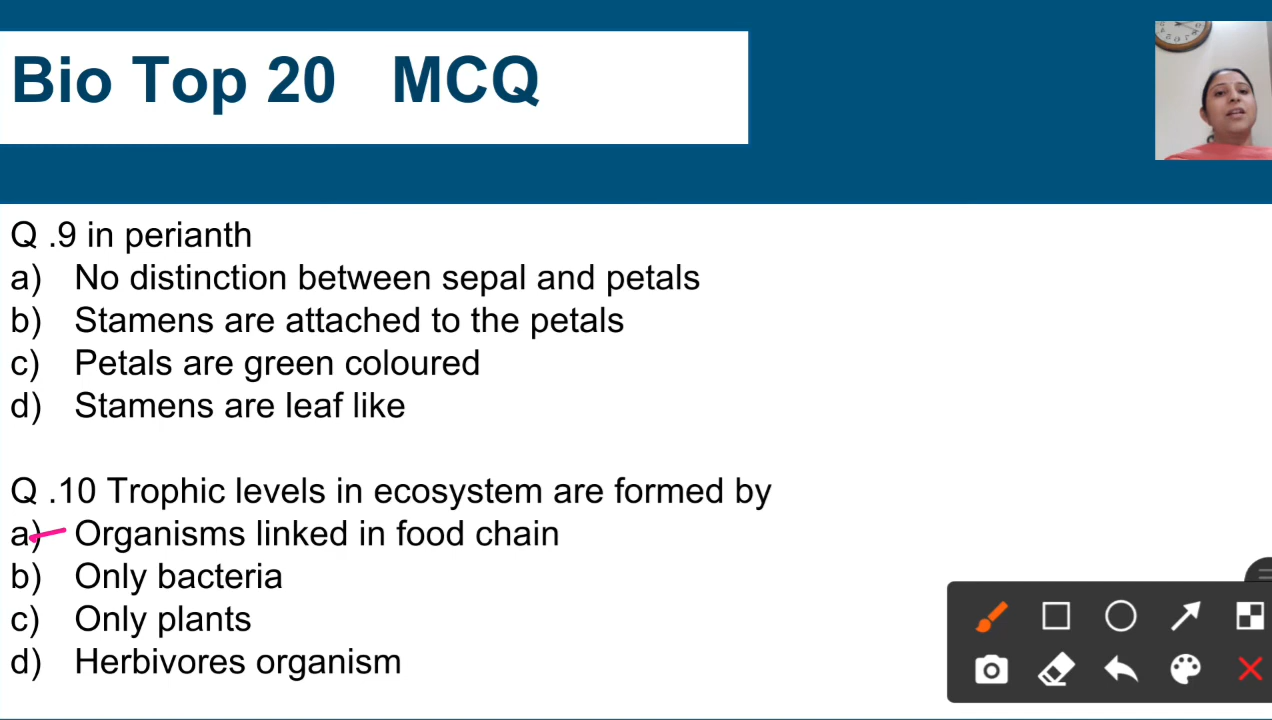 Bio Top 20 MCQ
Q .9 in perianth
a) No distinction between sepal and petals
b) Stamens are attached to the petals
c) Petals are green coloured
d) Stamens are leaf like
Q .10 Trophic levels in ecosystem are formed by
a) Organisms linked in food chain
b) Only bacteria
c) Only plants
d) Herbivores organism